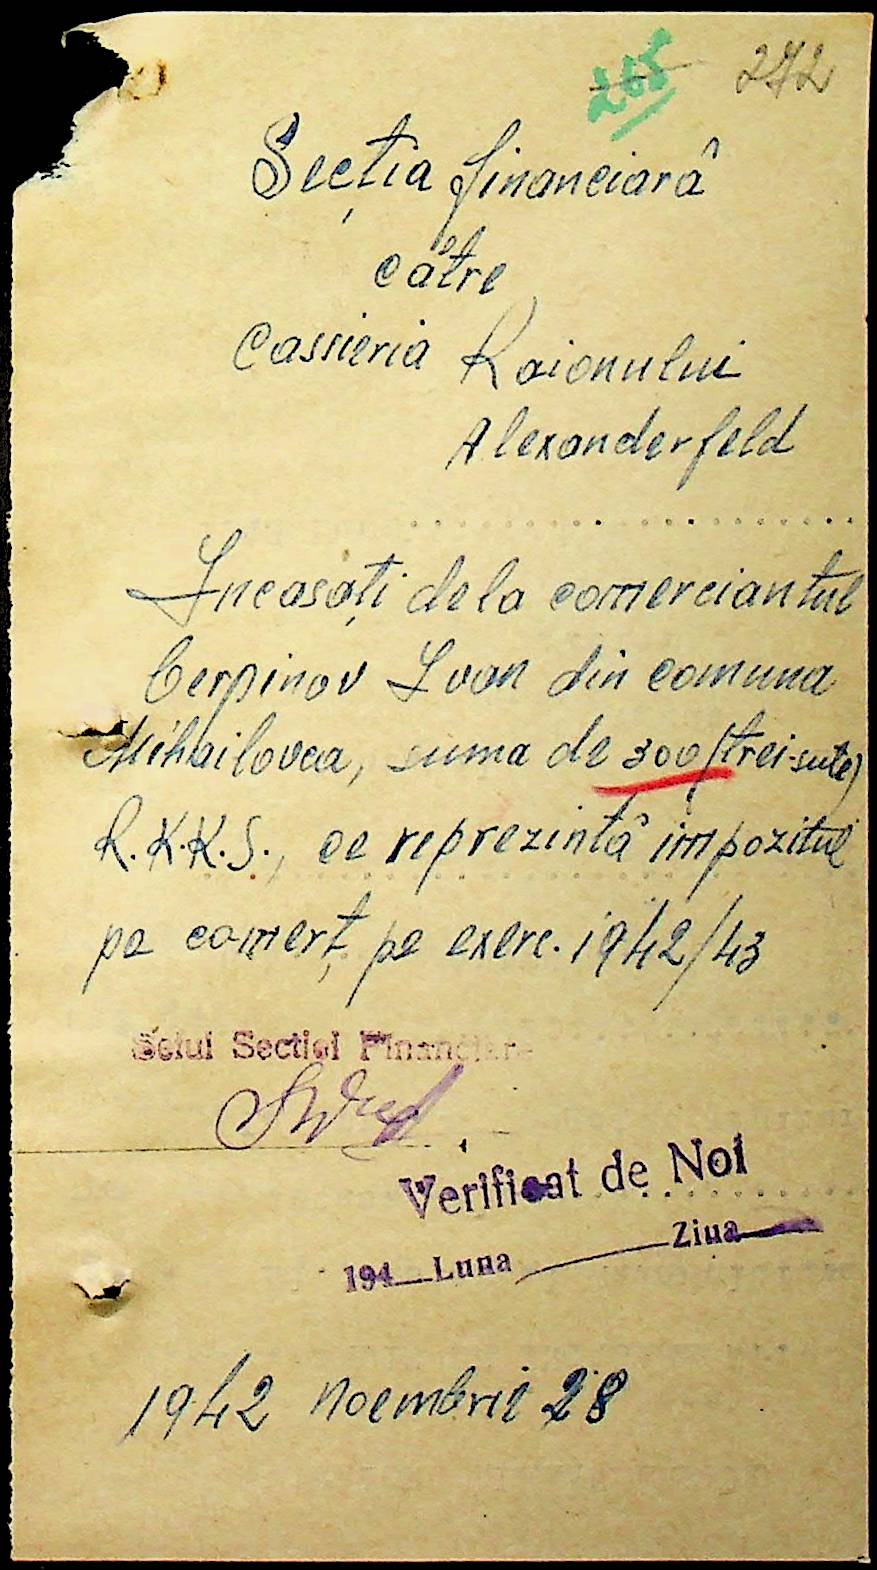 265 272
Secția financiară
către
Cassieria Raionului
Alexanderfeld
Incasați dela comerciantul
Cerpinov Ivan din comuna
Mihailovca, suma de 300 (trei-sute)
R.K.K.S., ce reprezintă impozitul
pe comerț pe exerc. 1942/43
Șeful Secției Financiare
Verificat de Noi
194 Luna Ziua
1942 Noembrie 28